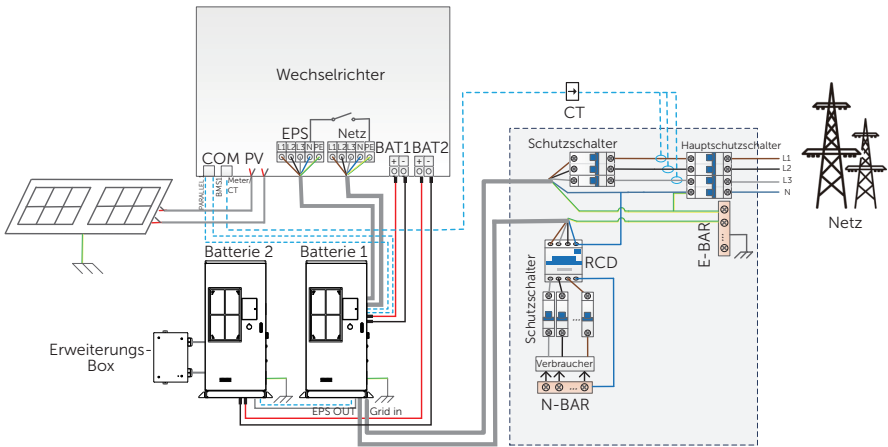 Wechselrichter
EPS
Netz
L1 L2 L3 N PE
L1 L2 L3 N PE
BAT1 BAT2
+ - + -
COM PV
PARALLEL
BMS1
Meter/
CT
CT
Schutzschalter
Hauptschutzschalter
L1
L2
L3
N
Netz
E-BAR
RCD
Schutzschalter
Verbraucher
N-BAR
Batterie 2
Batterie 1
Erweiterungs-
Box
EPS OUT
Grid in